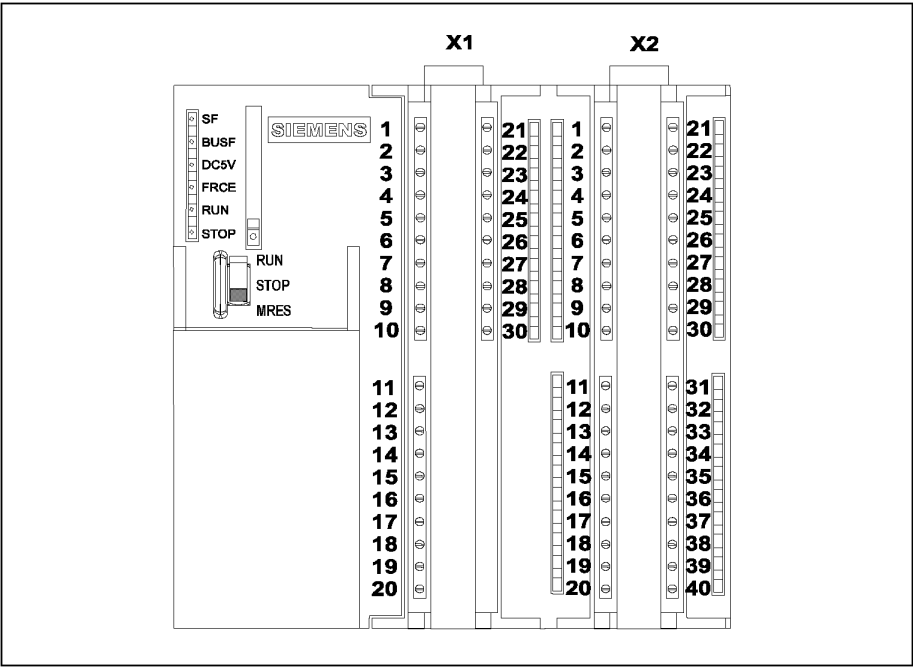 X1 X2
SF
BUSF
DC5V
FRCE
RUN
STOP
SIEMENS
RUN
STOP
MRES
1 21 1 21
2 22 2 22
3 23 3 23
4 24 4 24
5 25 5 25
6 26 6 26
7 27 7 27
8 28 8 28
9 29 9 29
10 30 10 30
11 11 31
12 12 32
13 13 33
14 14 34
15 15 35
16 16 36
17 17 37
18 18 38
19 19 39
20 20 40